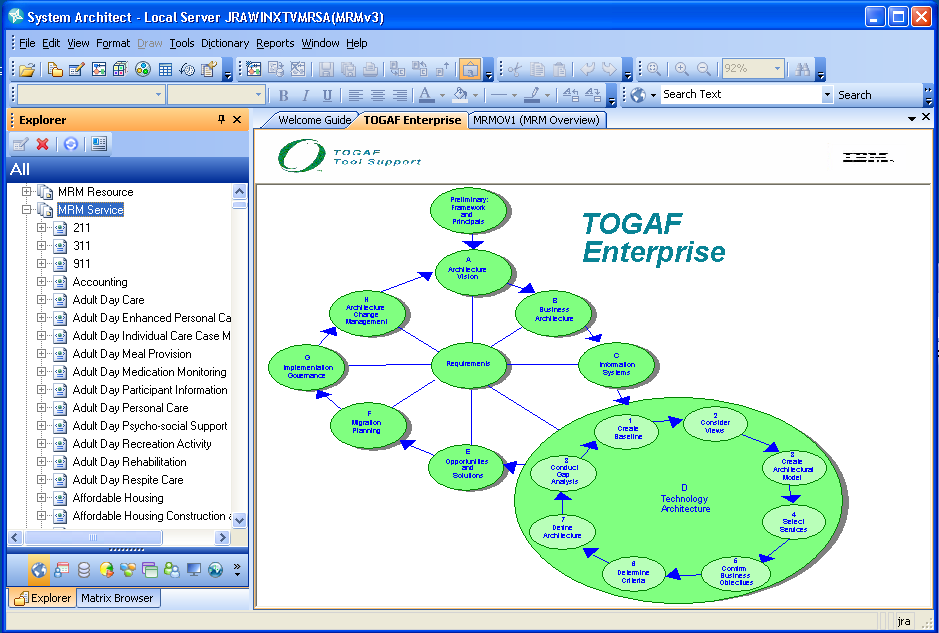 System Architect - Local Server JRAWINXTVMRSA(MRMv3)
File Edit View Format Draw Tools Dictionary Reports Window Help
92%
B I U A Search Text Search
Explorer
Welcome Guide TOGAF Enterprise MRMOV1 (MRM Overview)
All
MRM Resource
MRM Service
211
311
911
Accounting
Adult Day Care
Adult Day Enhanced Personal Ca
Adult Day Individual Care Case M
Adult Day Meal Provision
Adult Day Medication Monitoring
Adult Day Participant Information
Adult Day Personal Care
Adult Day Psycho-social Support
Adult Day Recreation Activity
Adult Day Rehabilitation
Adult Day Respite Care
Affordable Housing
Affordable Housing Construction a
Explorer Matrix Browser
TOGAF
Tool Support
IBM
TOGAF
Enterprise
Preliminary:
Framework
and
Principals
A
Architecture
Vision
H
Architecture
Change
Management
B
Business
Architecture
G
Implementation
Governance
Requirements
C
Information
Systems
F
Migration
Planning
E
Opportunities
and
Solutions
D
Technology
Architecture
1
Create
Baseline
2
Consider
Views
Create
Architectural
Model
4
Select
Services
Confirm
Business
Objectives
Determine
Criteria
7
Define
Architecture
Conduct
Gap
Analysis
jra